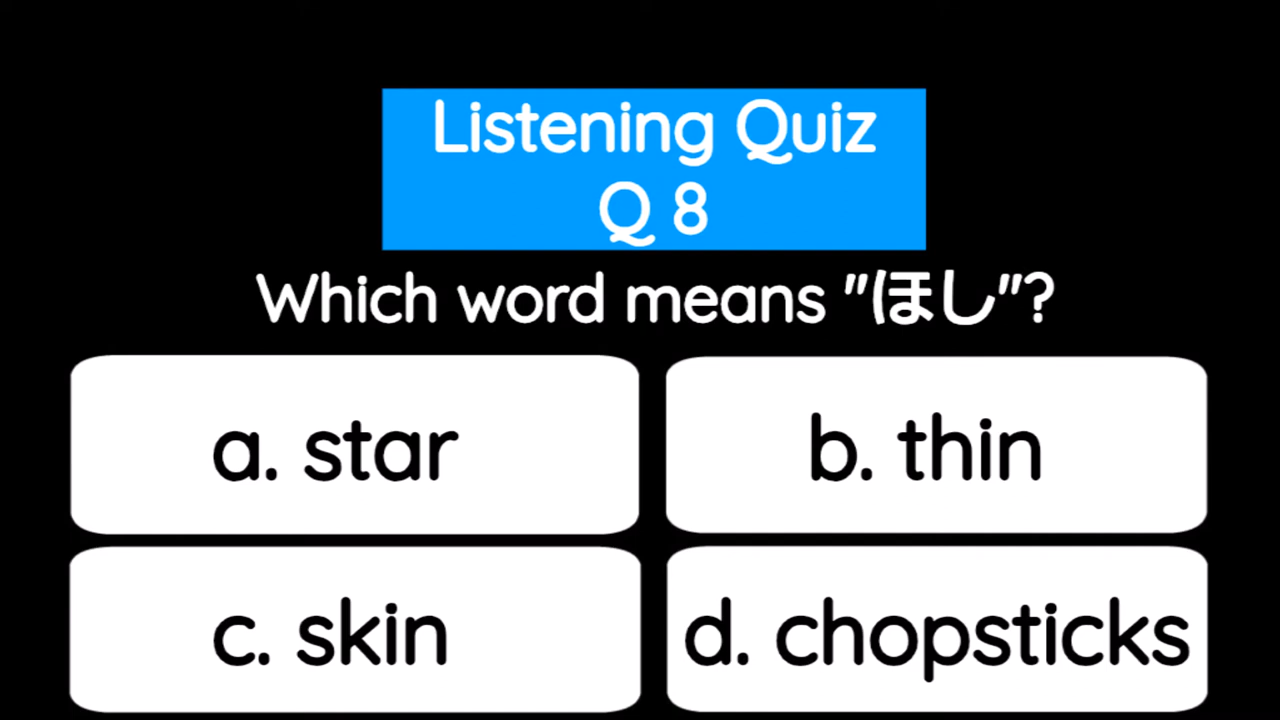 Listening Quiz
Q 8
Which word means "ほし"?
a. star
b. thin
c. skin
d. chopsticks